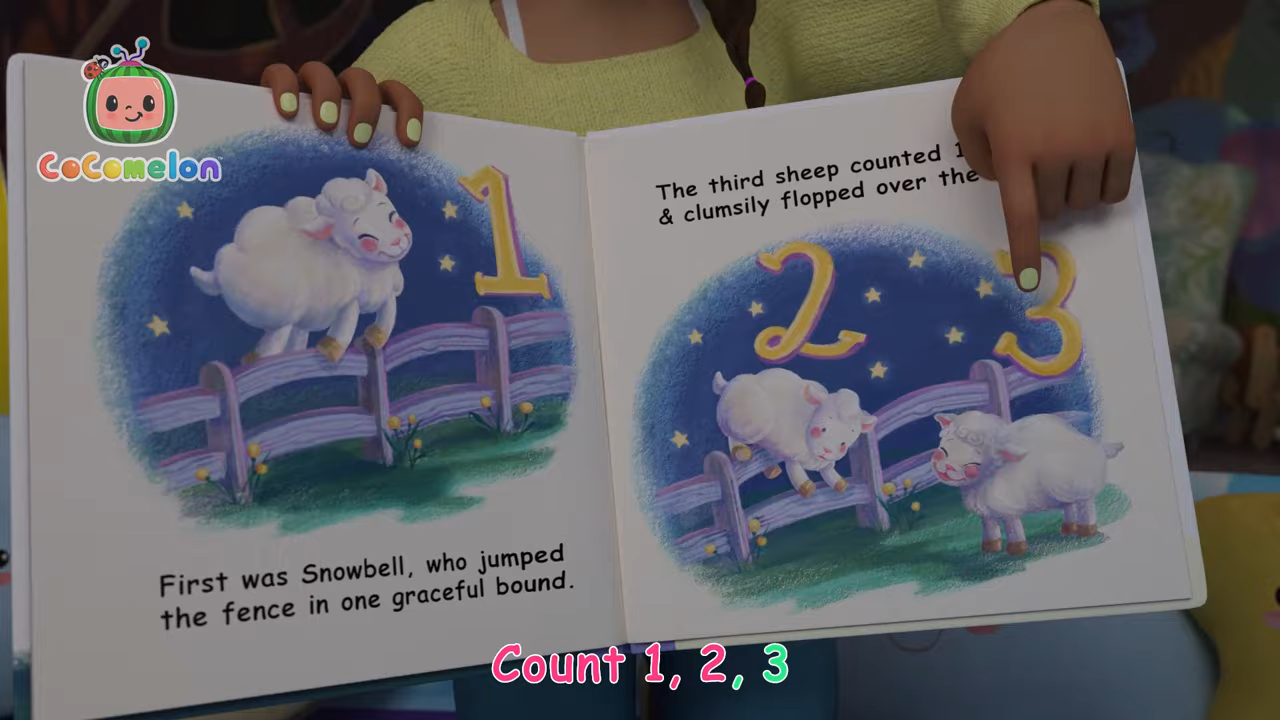 CoComelon
1
First was Snowbell, who jumped
the fence in one graceful bound.
The third sheep counted 1
& clumsily flopped over the
2
3
Count 1, 2, 3